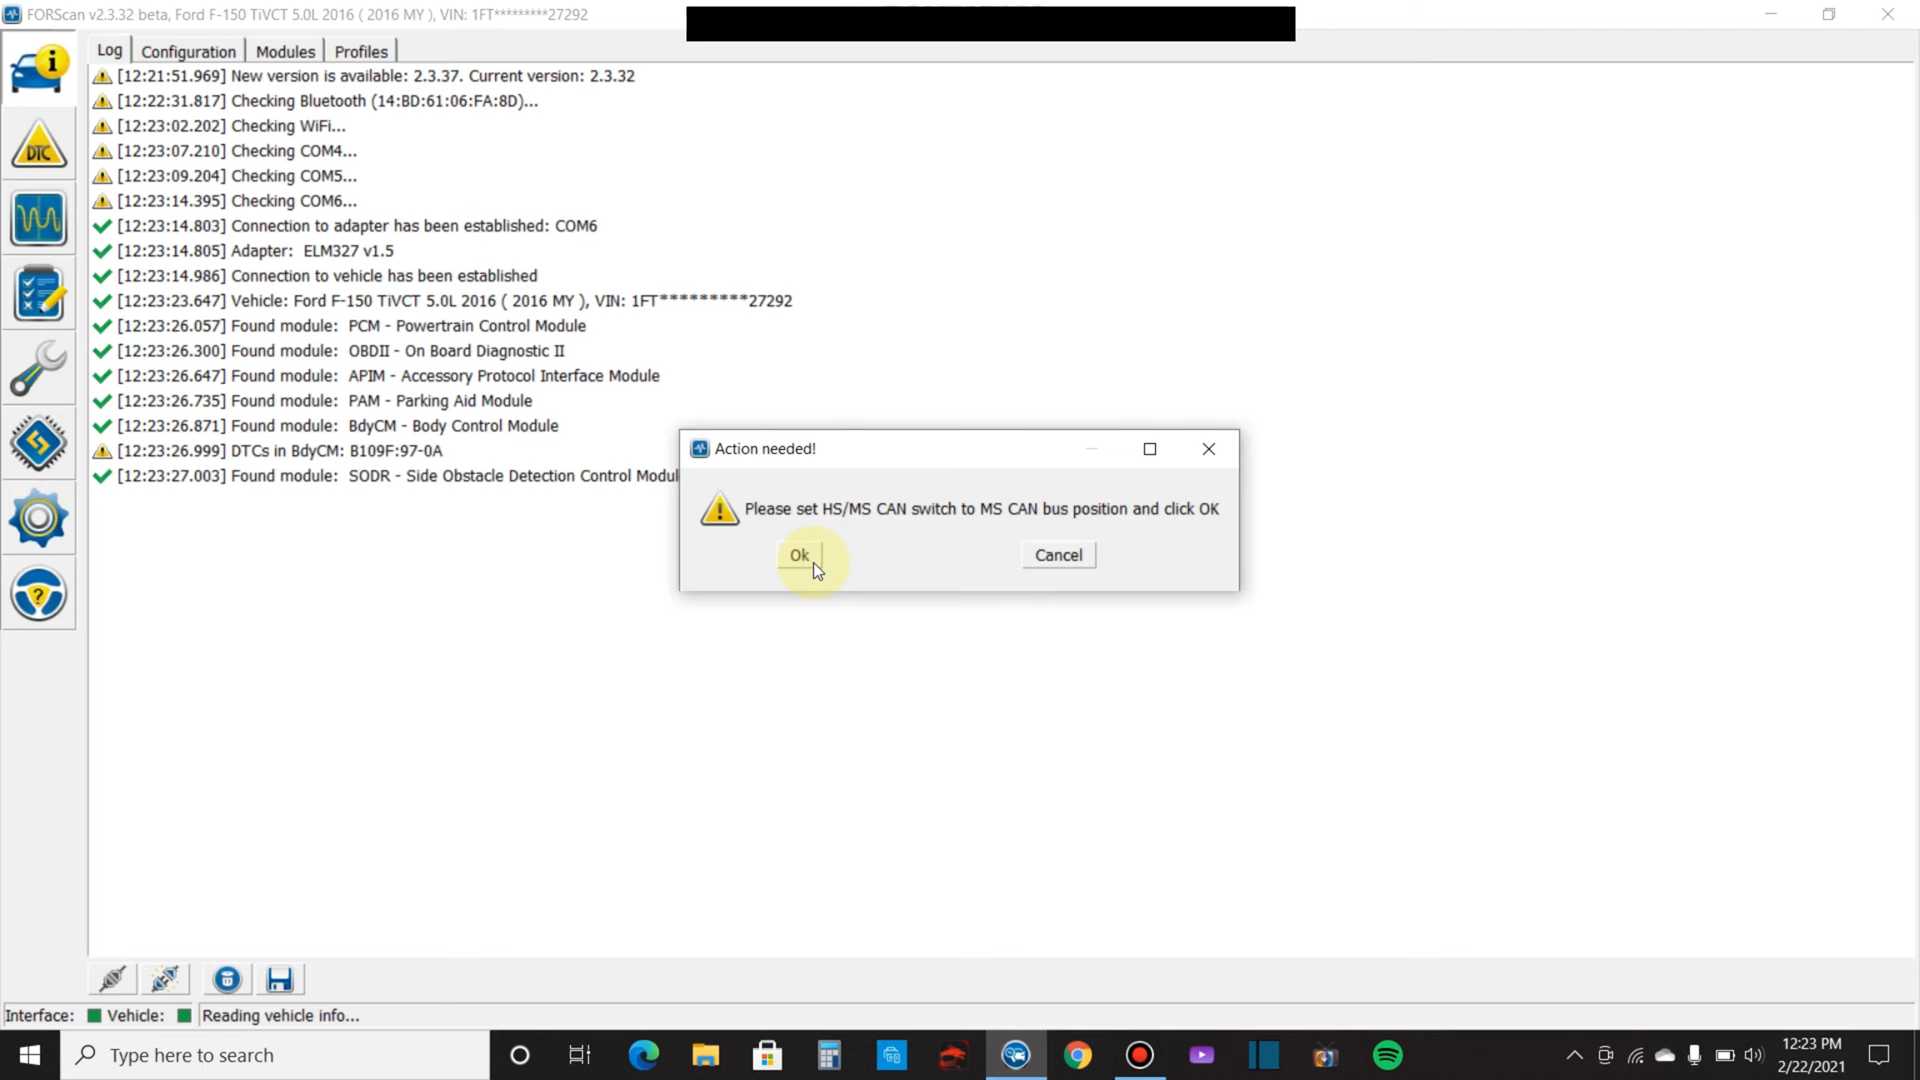 FORScan v2.3.32 beta, Ford F-150 TiVCT 5.0L 2016 ( 2016 MY ), VIN: 1FT*********27292
Log Configuration Modules Profiles
[12:21:51.969] New version is available: 2.3.37. Current version: 2.3.32
[12:22:31.817] Checking Bluetooth (14:BD:61:06:FA:8D)...
[12:23:02.202] Checking WiFi...
[12:23:07.210] Checking COM4...
[12:23:09.204] Checking COM5...
[12:23:14.395] Checking COM6...
[12:23:14.803] Connection to adapter has been established: COM6
[12:23:14.805] Adapter: ELM327 v1.5
[12:23:14.986] Connection to vehicle has been established
[12:23:23.647] Vehicle: Ford F-150 TiVCT 5.0L 2016 ( 2016 MY ), VIN: 1FT*********27292
[12:23:26.057] Found module: PCM - Powertrain Control Module
[12:23:26.300] Found module: OBDII - On Board Diagnostic II
[12:23:26.647] Found module: APIM - Accessory Protocol Interface Module
[12:23:26.735] Found module: PAM - Parking Aid Module
[12:23:26.871] Found module: BdyCM - Body Control Module
[12:23:26.999] DTCs in BdyCM: B109F:97-0A
[12:23:27.003] Found module: SODR - Side Obstacle Detection Control Modul
DTC
Action needed!
Please set HS/MS CAN switch to MS CAN bus position and click OK
Ok Cancel
Interface: Vehicle: Reading vehicle info...
Type here to search
12:23 PM
2/22/2021